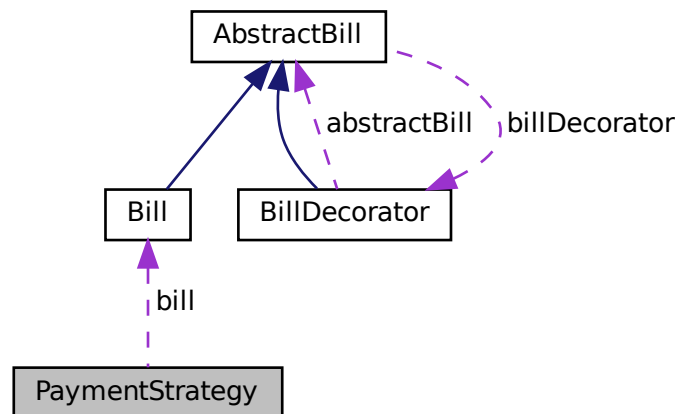 AbstractBill
abstractBill
billDecorator
Bill
BillDecorator
bill
PaymentStrategy